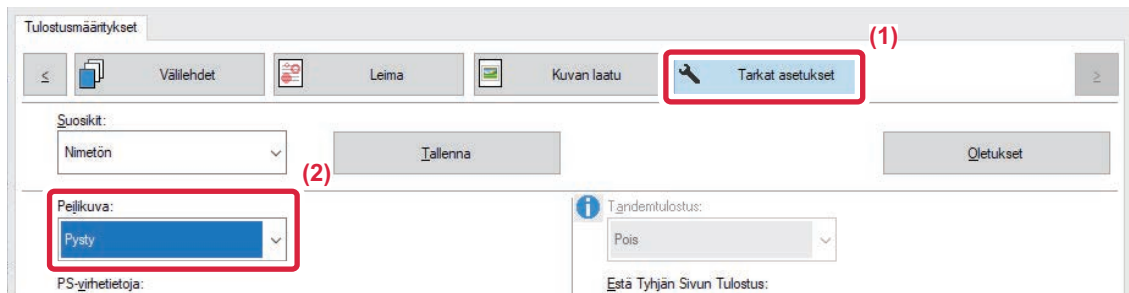 Tulostusmääritykset
(1)
< Välilehdet Leima Kuvan laatu Tarkat asetukset >
Suosikit:
Nimetön Tallenna Oletukset
(2)
Peilikuva: Tandemtulostus:
Pysty Pois
PS-virhetietoja: Estä Tyhjän Sivun Tulostus: